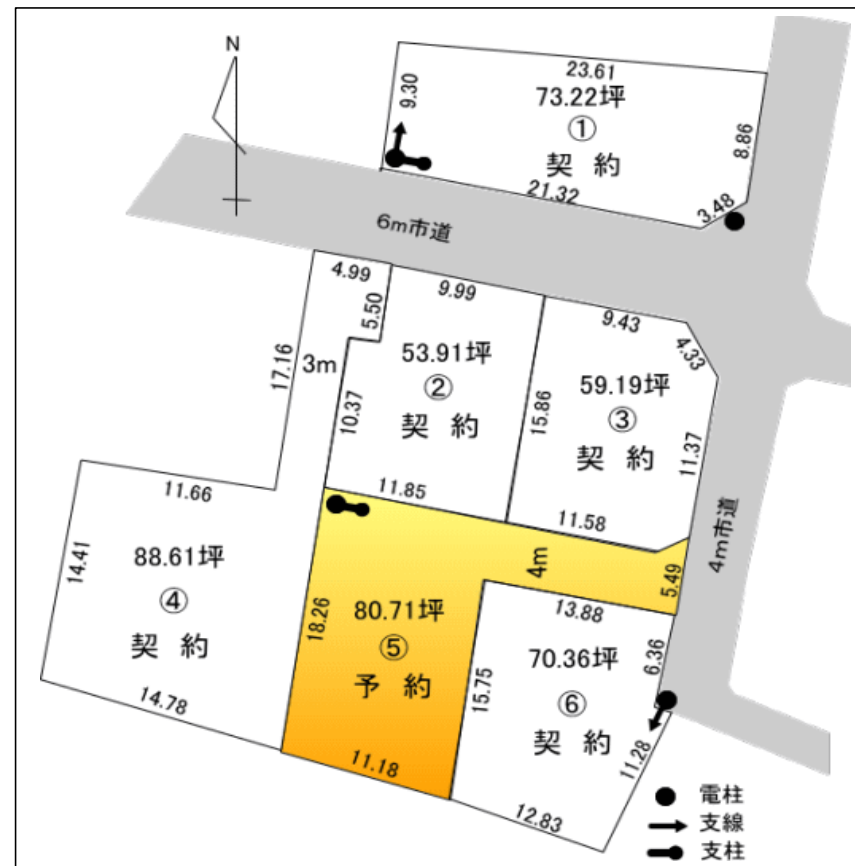 N
23.61
9.30
73.22坪
①
契 約
8.86
21.32
3.48
6m市道
4.99
9.99
9.43
5.50
4.33
17.16
3m
53.91坪
②
契 約
10.37
15.86
59.19坪
③
契 約
11.37
11.66
11.85
11.58
4m市道
14.41
88.61坪
④
契 約
14.78
4m
5.49
18.26
80.71坪
⑤
予 約
11.18
13.88
15.75
70.36坪
⑥
契 約
6.36
11.28
12.83
電柱
支線
支柱